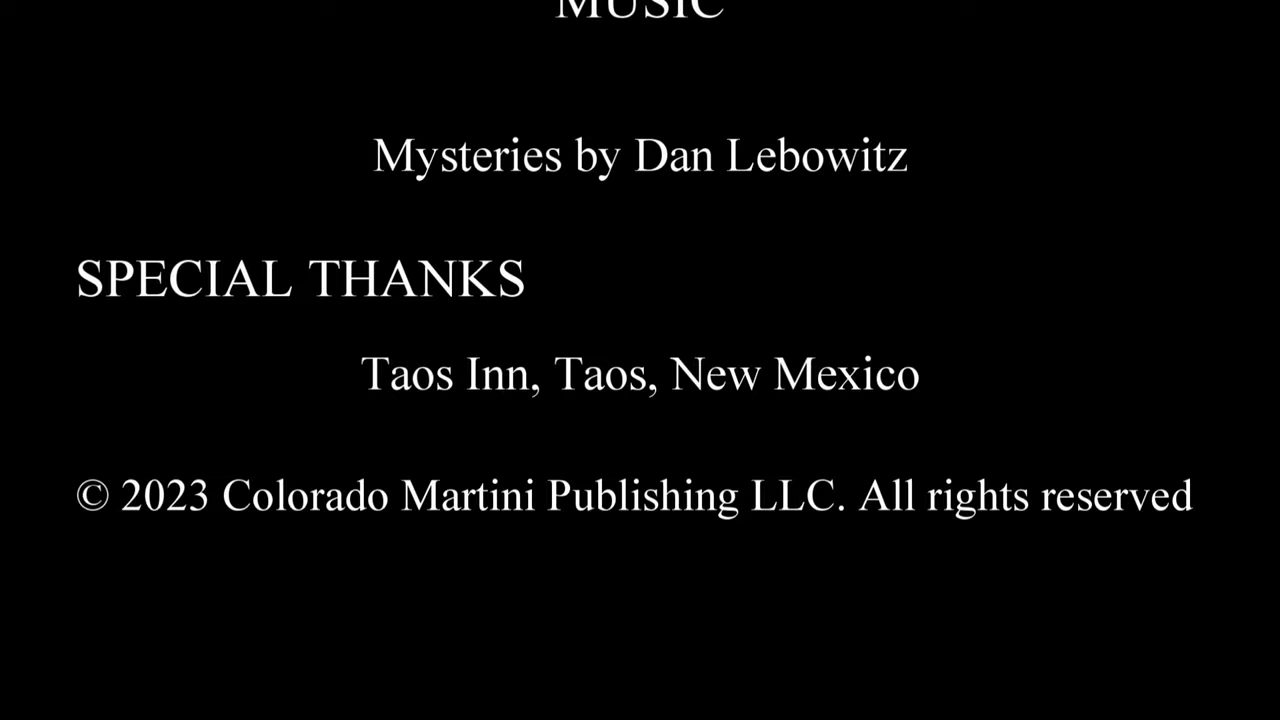 MUSIC
Mysteries by Dan Lebowitz
SPECIAL THANKS
Taos Inn, Taos, New Mexico
© 2023 Colorado Martini Publishing LLC. All rights reserved